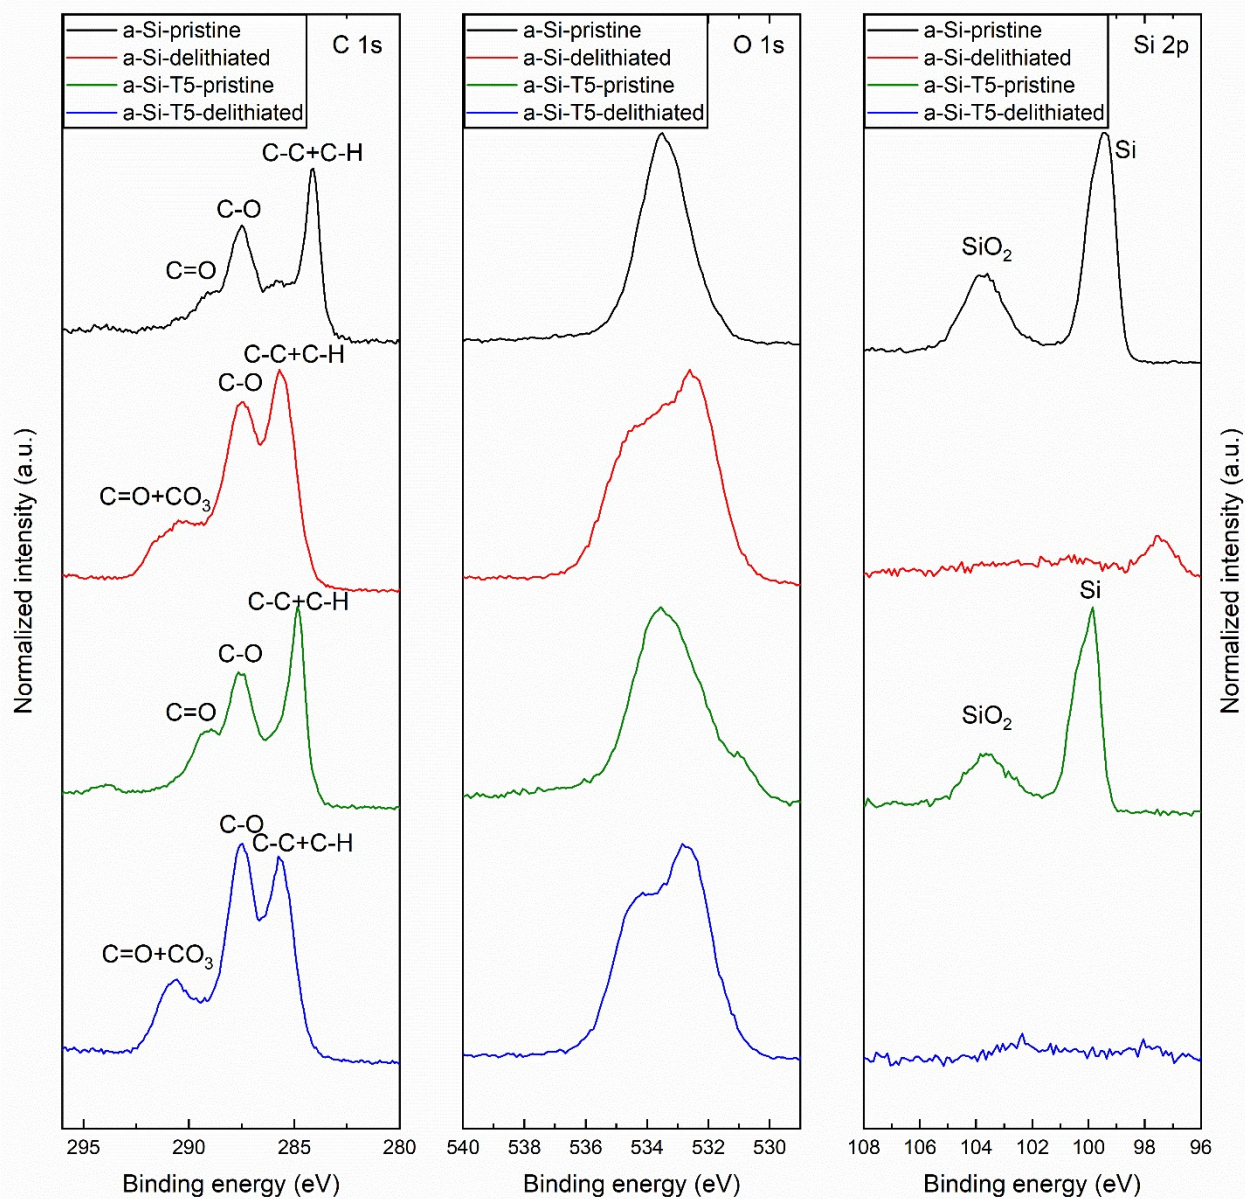 a-Si-pristine
a-Si-delithiated
a-Si-T5-pristine
a-Si-T5-delithiated
C 1s
C-C+C-H
C-O
C=O
C-C+C-H
C-O
C=O+CO₃
C-C+C-H
C-O
C=O
C-O
C-C+C-H
C=O+CO₃
295
290
285
280
Binding energy (eV)
Normalized intensity (a.u.)
a-Si-pristine
a-Si-delithiated
a-Si-T5-pristine
a-Si-T5-delithiated
O 1s
540
538
536
534
532
530
Binding energy (eV)
a-Si-pristine
a-Si-delithiated
a-Si-T5-pristine
a-Si-T5-delithiated
Si 2p
Si
SiO₂
Si
SiO₂
108
106
104
102
100
98
96
Binding energy (eV)
Normalized intensity (a.u.)